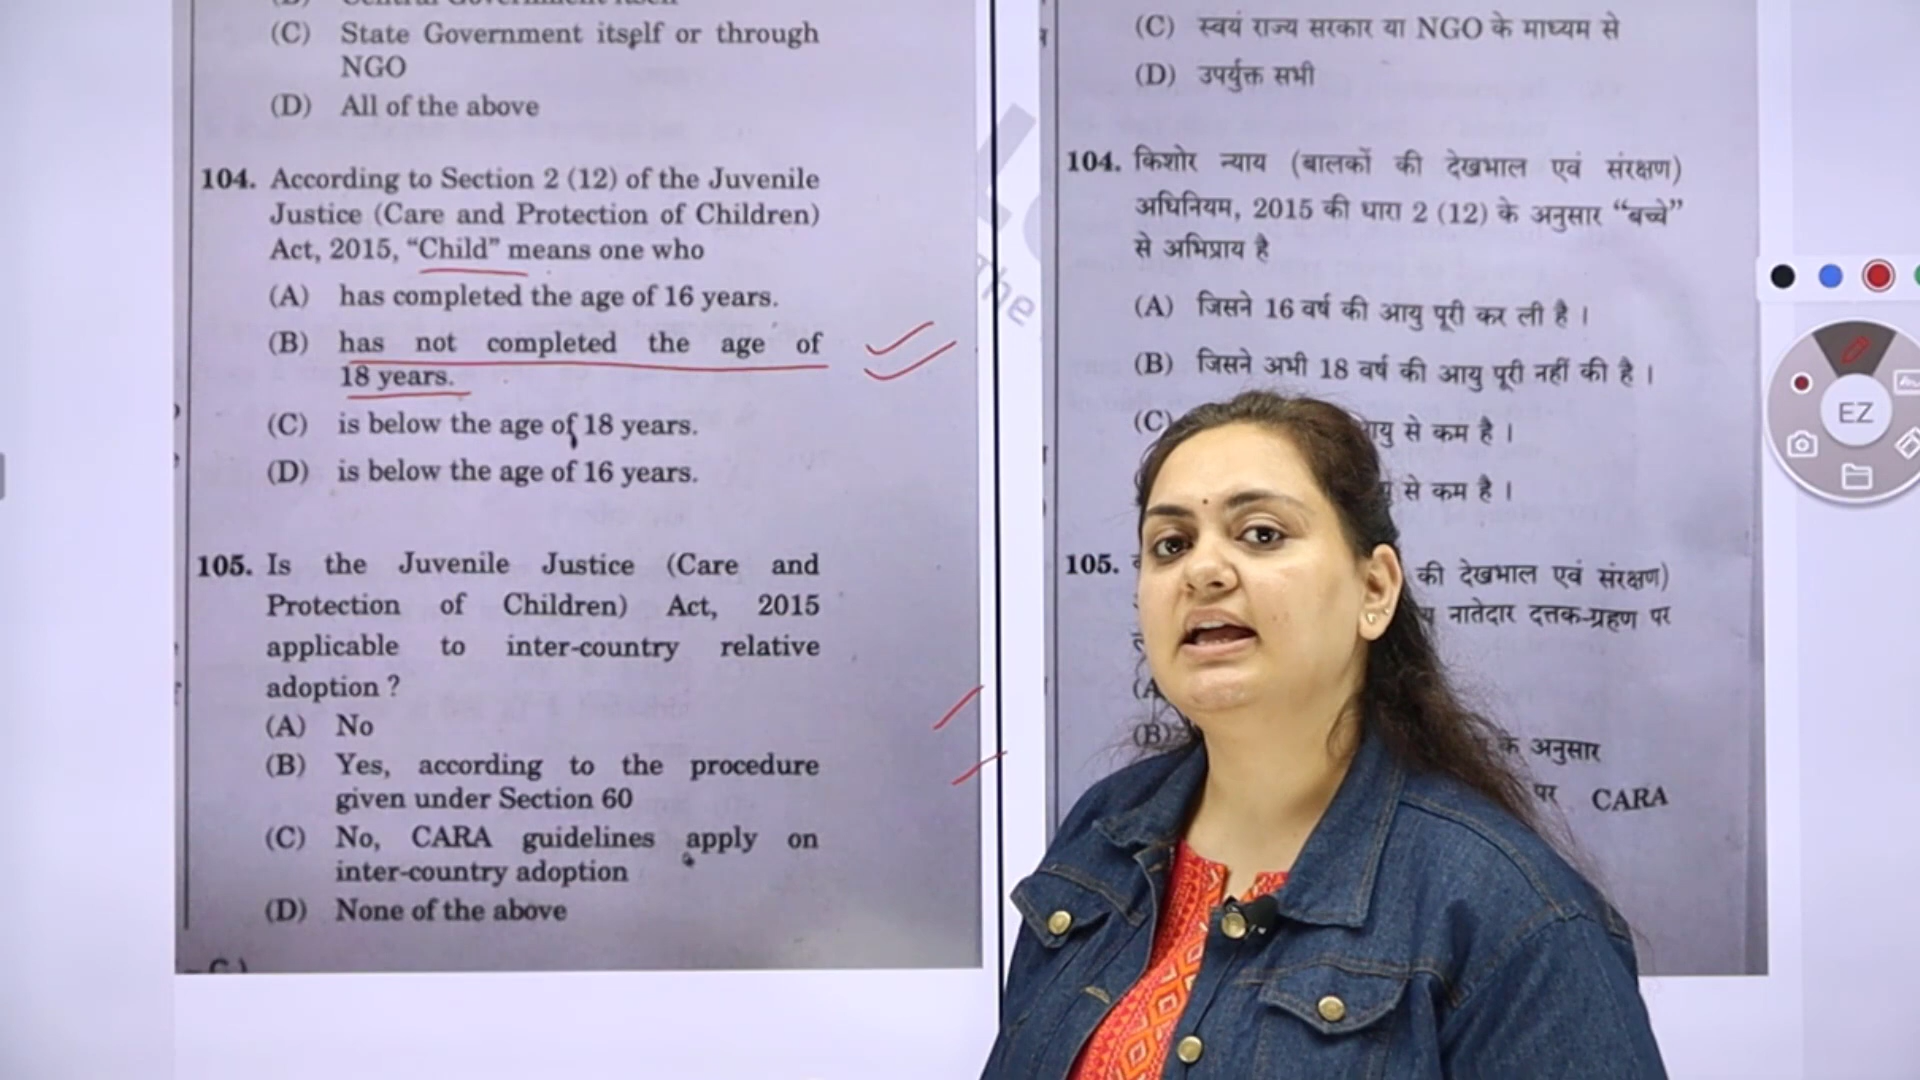 (C) State Government itself or through
NGO
(D) All of the above
104. According to Section 2 (12) of the Juvenile
Justice (Care and Protection of Children)
Act, 2015, “Child” means one who
(A) has completed the age of 16 years.
(B) has not completed the age of
18 years.
(C) is below the age of 18 years.
(D) is below the age of 16 years.
105. Is the Juvenile Justice (Care and
Protection of Children) Act, 2015
applicable to inter-country relative
adoption ?
(A) No
(B) Yes, according to the procedure
given under Section 60
(C) No, CARA guidelines apply on
inter-country adoption
(D) None of the above
(C) स्वयं राज्य सरकार या NGO के माध्यम से
(D) उपर्युक्त सभी
104. किशोर न्याय (बालकों की देखभाल एवं संरक्षण)
अधिनियम, 2015 की धारा 2 (12) के अनुसार “बच्चे”
से अभिप्राय है
(A) जिसने 16 वर्ष की आयु पूरी कर ली है ।
(B) जिसने अभी 18 वर्ष की आयु पूरी नहीं की है ।
(C) से कम है ।
से कम है ।
105. की देखभाल एवं संरक्षण)
नातेदार दत्तक-ग्रहण पर
(A
(B)
के अनुसार
पर CARA
The
EZ